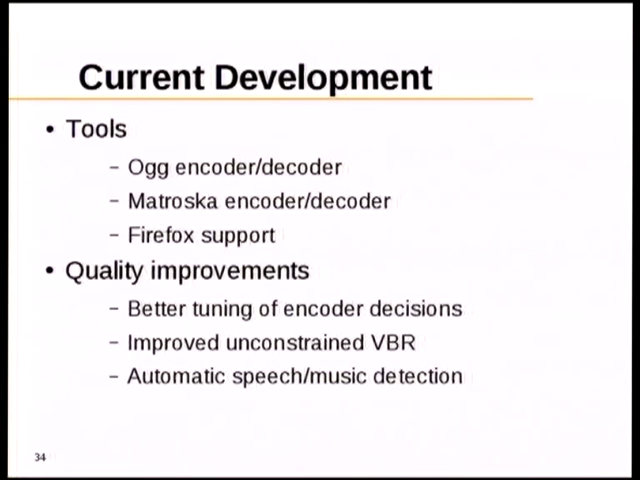 Current Development
• Tools
– Ogg encoder/decoder
– Matroska encoder/decoder
– Firefox support
• Quality improvements
– Better tuning of encoder decisions
– Improved unconstrained VBR
– Automatic speech/music detection
34